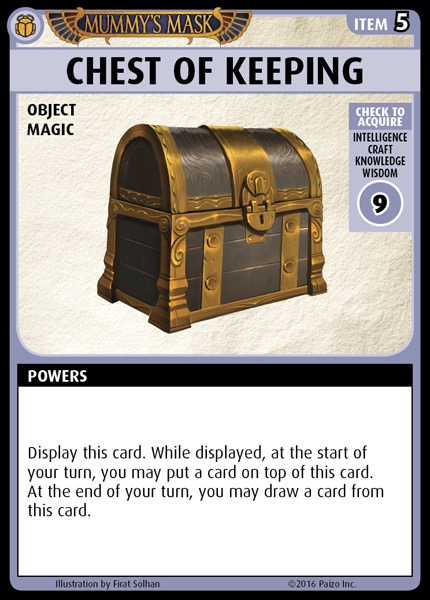 MUMMY'S MASK
ITEM 5
CHEST OF KEEPING
OBJECT
MAGIC
CHECK TO
ACQUIRE
INTELLIGENCE
CRAFT
KNOWLEDGE
WISDOM
9
POWERS
Display this card. While displayed, at the start of
your turn, you may put a card on top of this card.
At the end of your turn, you may draw a card from
this card.
Illustration by Firat Solhan
©2016 Paizo Inc.